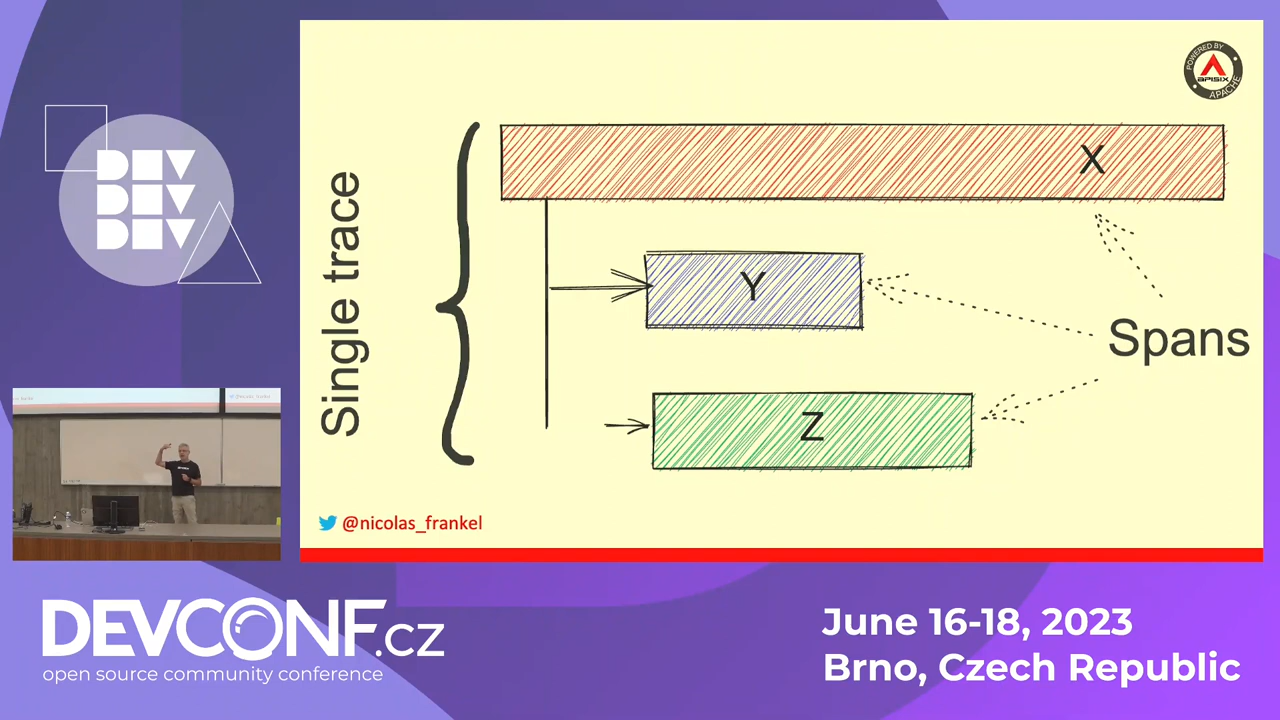 DEV
DEV
DEV
POWERED BY
APISIX
APACHE
Single trace
X
Y
Z
Spans
@nicolas_frankel
DEVCONF.cz
open source community conference
June 16-18, 2023
Brno, Czech Republic